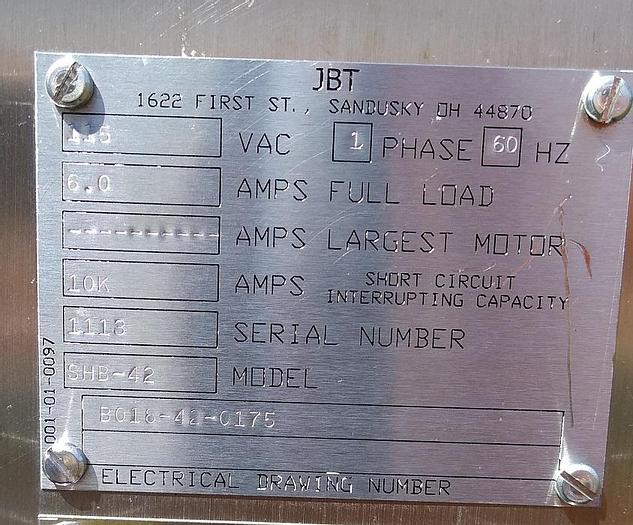 JBT
1622 FIRST ST., SANDUSKY OH 44870
115 VAC 1 PHASE 60 HZ
6.0 AMPS FULL LOAD
---------- AMPS LARGEST MOTOR
10K AMPS SHORT CIRCUIT
INTERRUPTING CAPACITY
1118 SERIAL NUMBER
SHB-42 MODEL
B018-42-0175
ELECTRICAL DRAWING NUMBER
001-01-0097